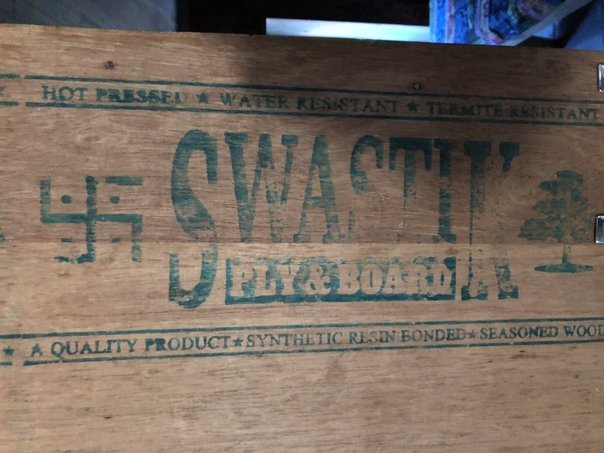 HOT PRESSED ★ WATER RESISTANT ★ TERMITE RESISTANT
SWASTIK
PLY & BOARD
★ A QUALITY PRODUCT ★ SYNTHETIC RESIN BONDED ★ SEASONED WOOD